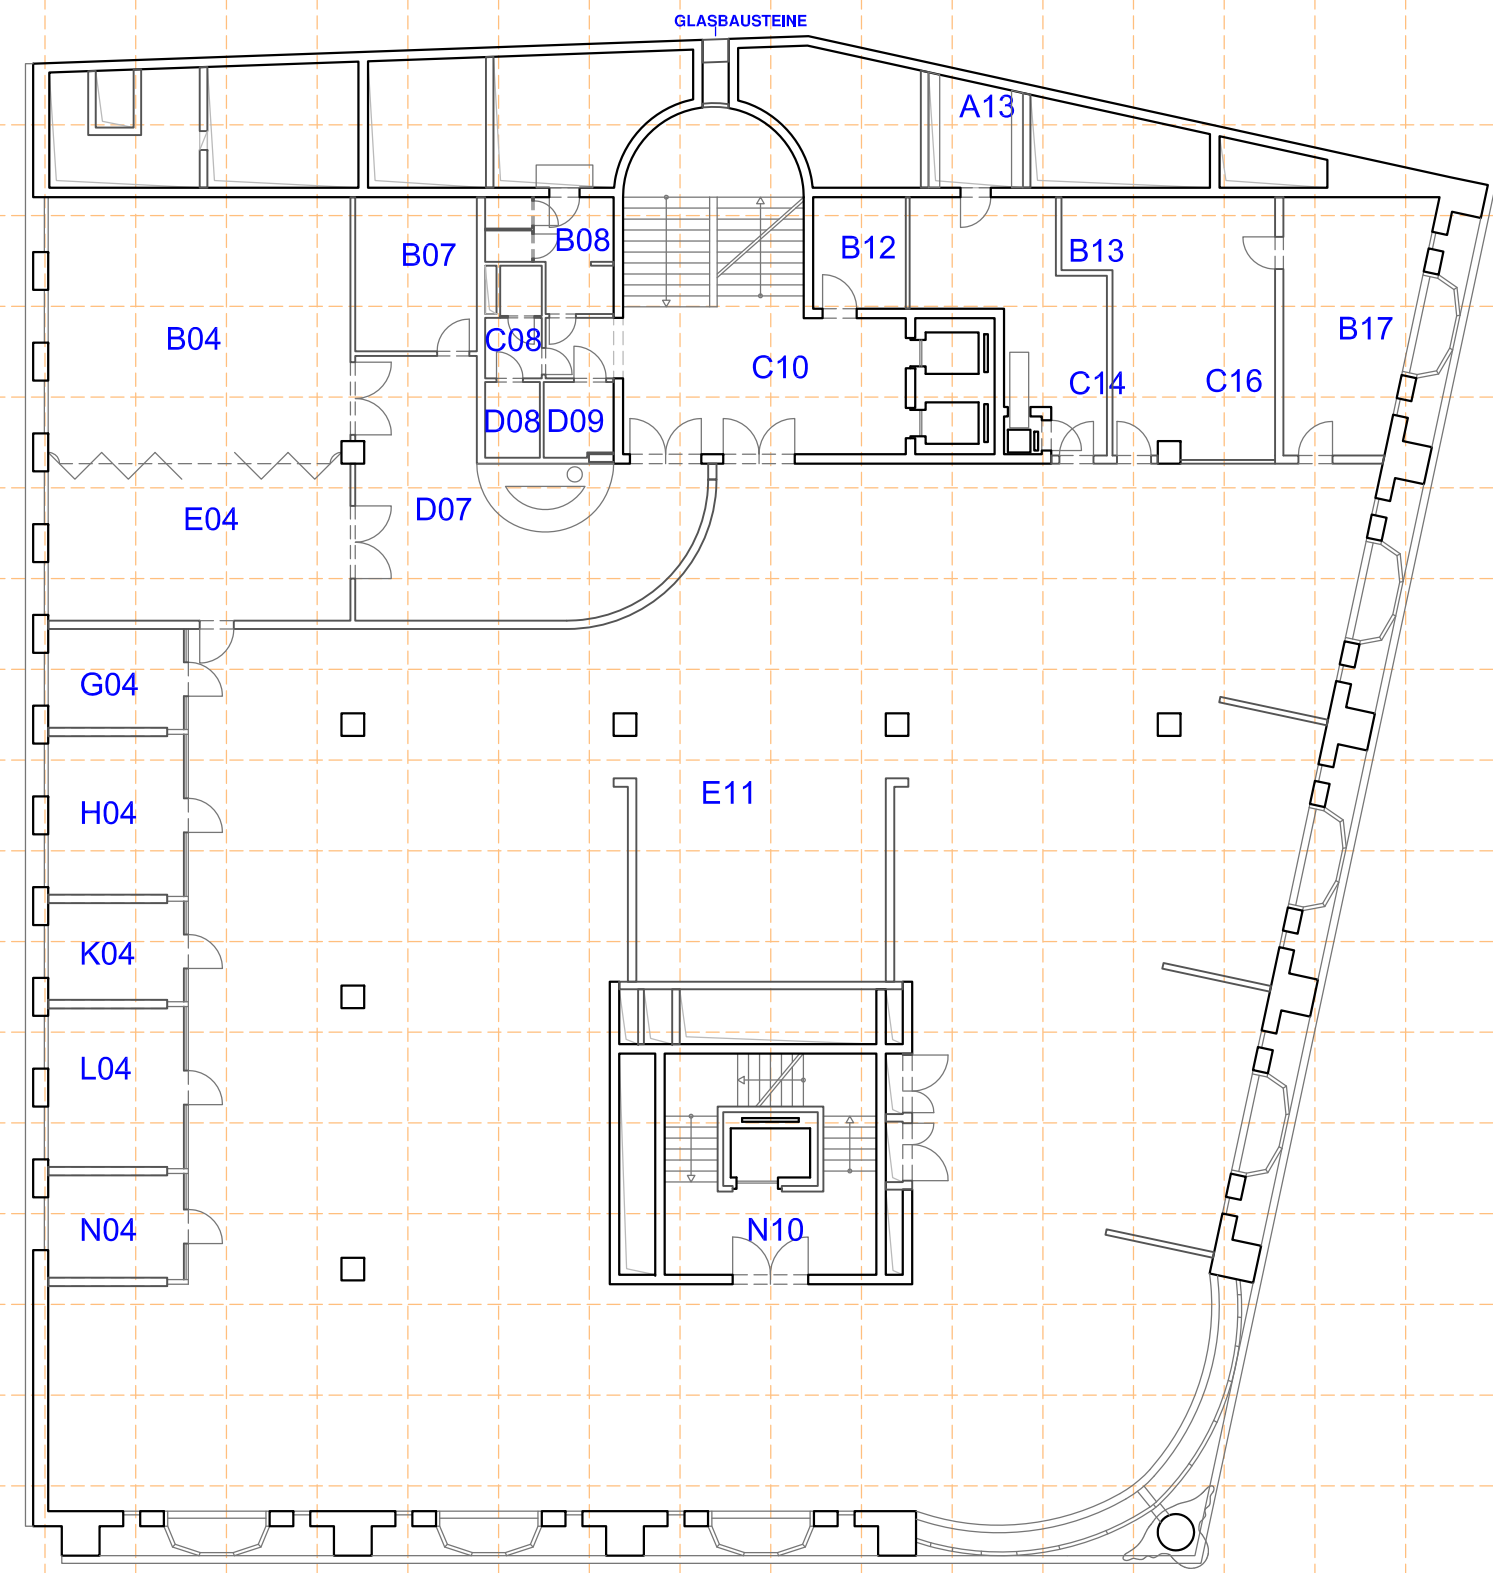 GLASBAUSTEINE
A13
B07
B08
B12
B13
B04
B17
C08
C10
C14
C16
D08
D09
D07
E04
G04
E11
H04
K04
L04
N04
N10